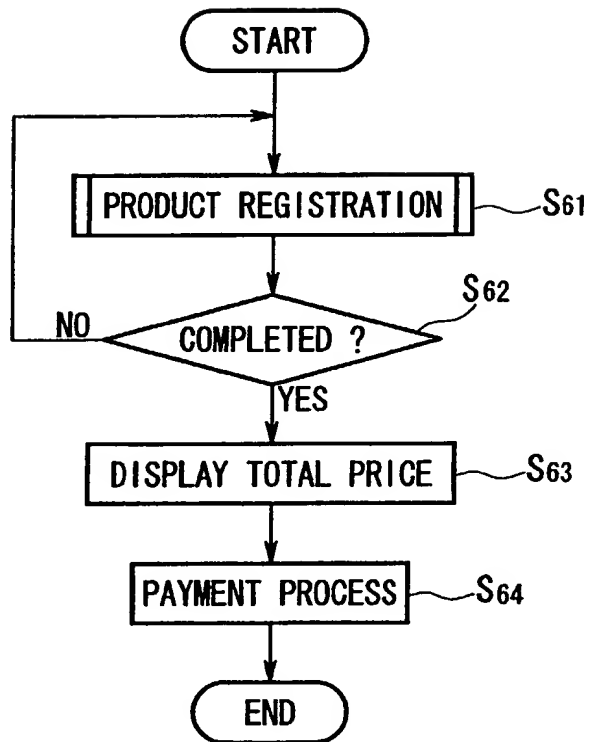 START
PRODUCT REGISTRATION
S61
S62
NO
COMPLETED ?
YES
DISPLAY TOTAL PRICE
S63
PAYMENT PROCESS
S64
END